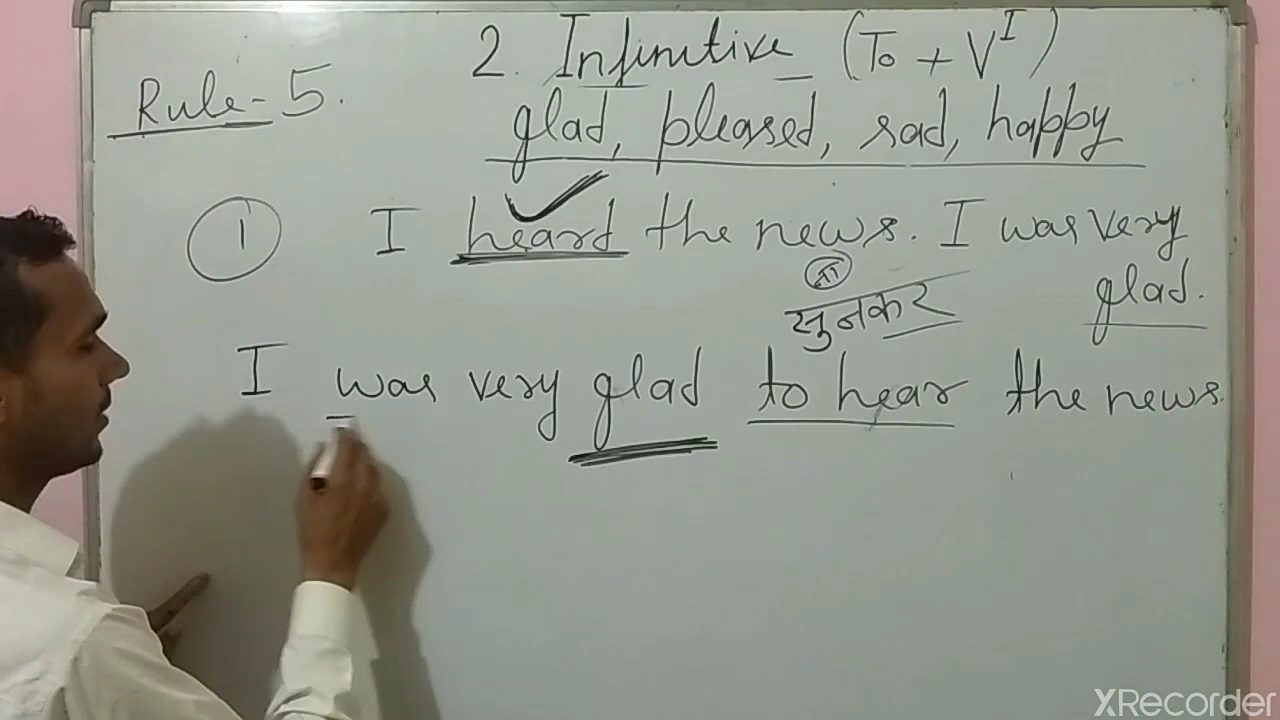 2. Infinitive (To + V^I)
Rule-5.
glad, pleased, sad, happy
1 I heard the news. I was very
glad.
सुनकर
I was very glad to hear the news.
XRecorder